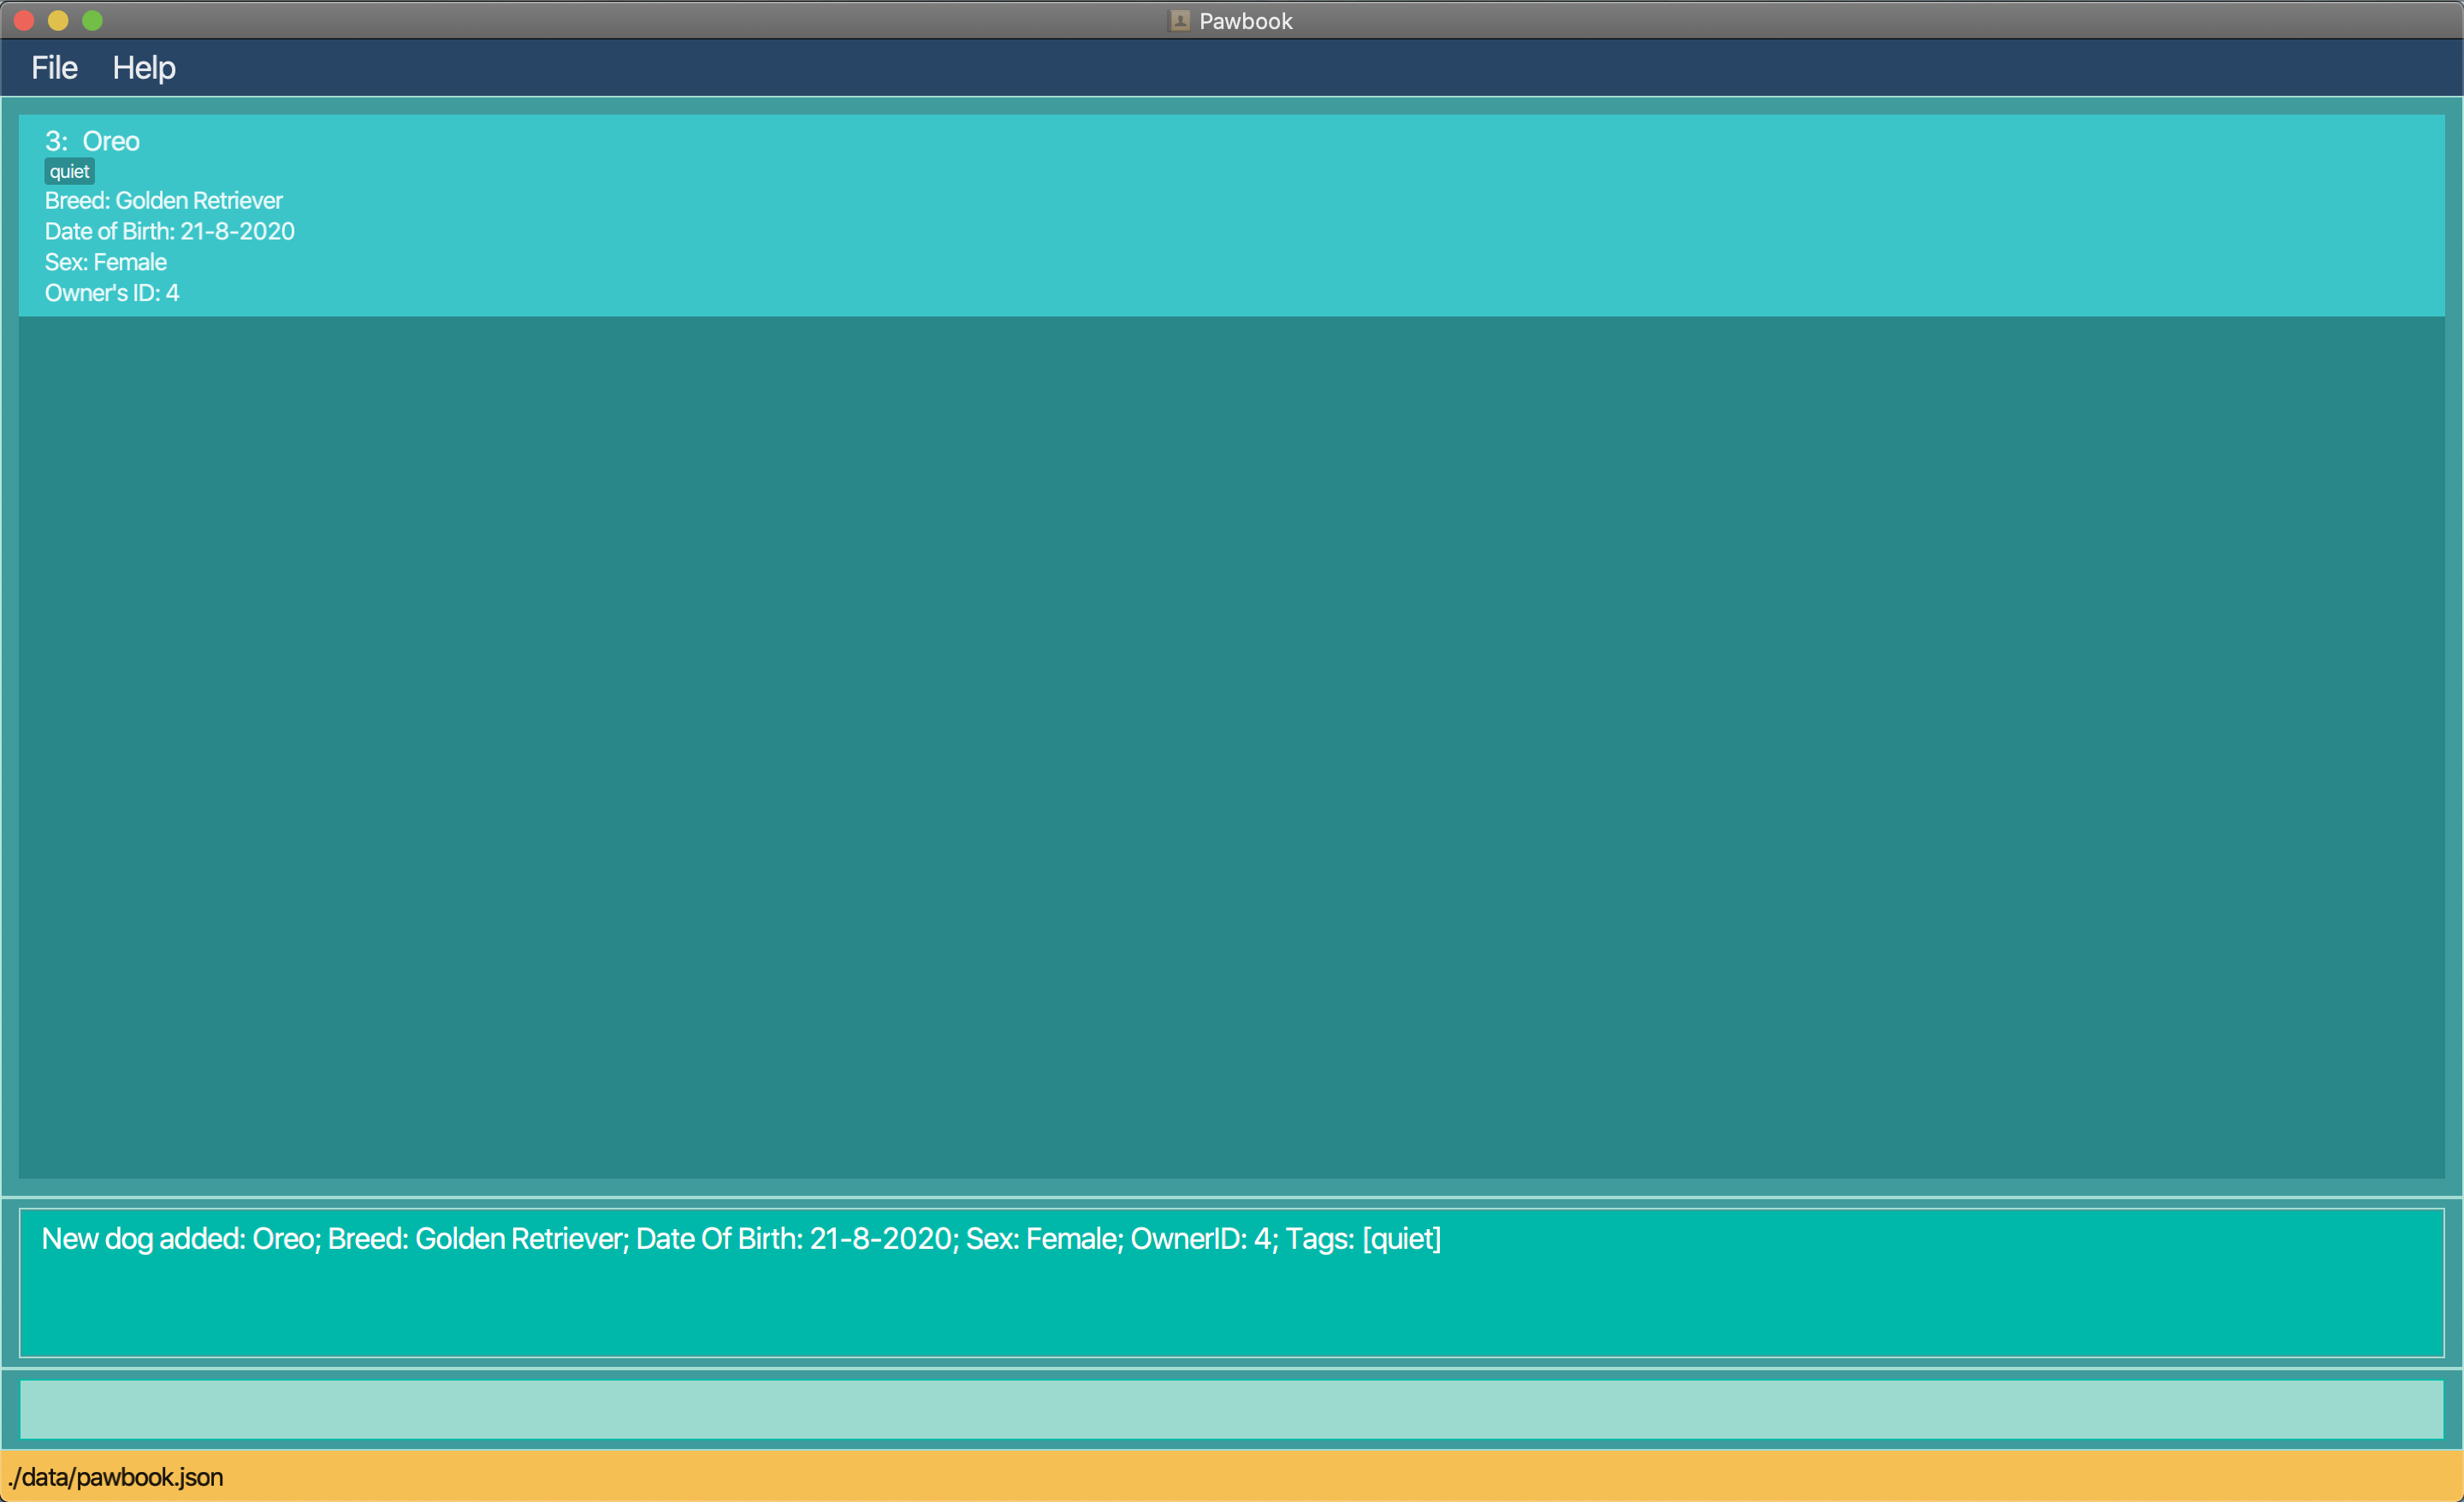 Pawbook
File Help
3: Oreo
quiet
Breed: Golden Retriever
Date of Birth: 21-8-2020
Sex: Female
Owner's ID: 4
New dog added: Oreo; Breed: Golden Retriever; Date Of Birth: 21-8-2020; Sex: Female; OwnerID: 4; Tags: [quiet]
./data/pawbook.json